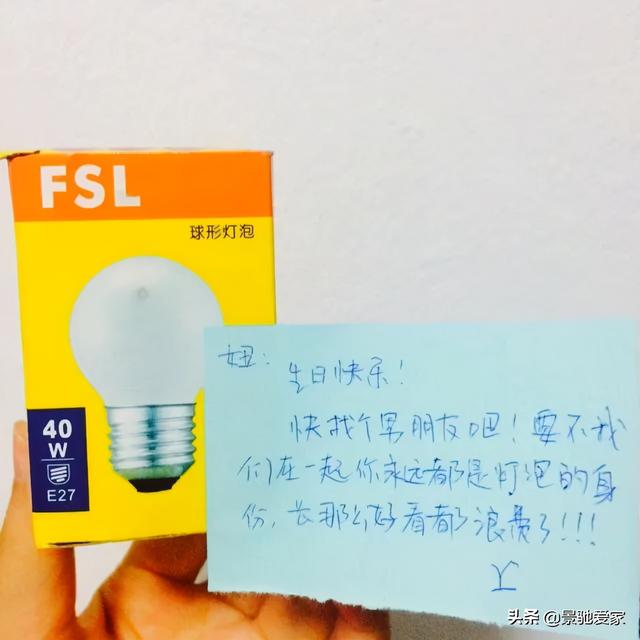 FSL
球形灯泡
40
W
E27
妞:
生日快乐!
快找个男朋友吧!要不我
们在一起你永远都是灯泡的身
份,长那么好看都浪费了!!!
头条 @景驰爱家